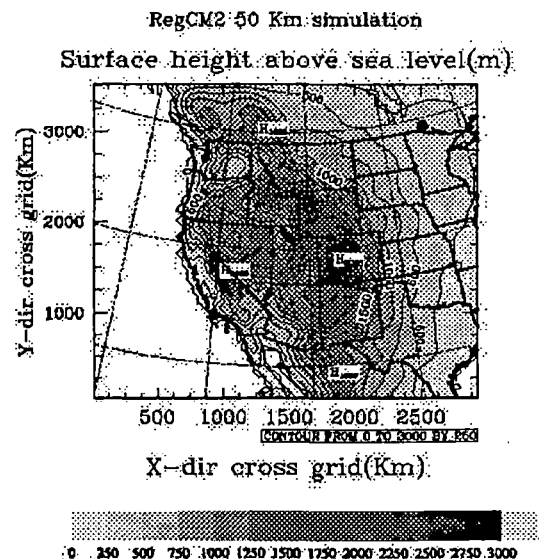 RegCM2 50 Km simulation
Surface height above sea level(m)
Y-dir cross grid(Km)
3000
2000
1000
H
H
H
H
1000
1500
500 1000 1500 2000 2500
CONTOUR FROM 0 TO 3000 BY 250
X-dir cross grid(Km)
0 250 500 750 1000 1250 1500 1750 2000 2250 2500 2750 3000